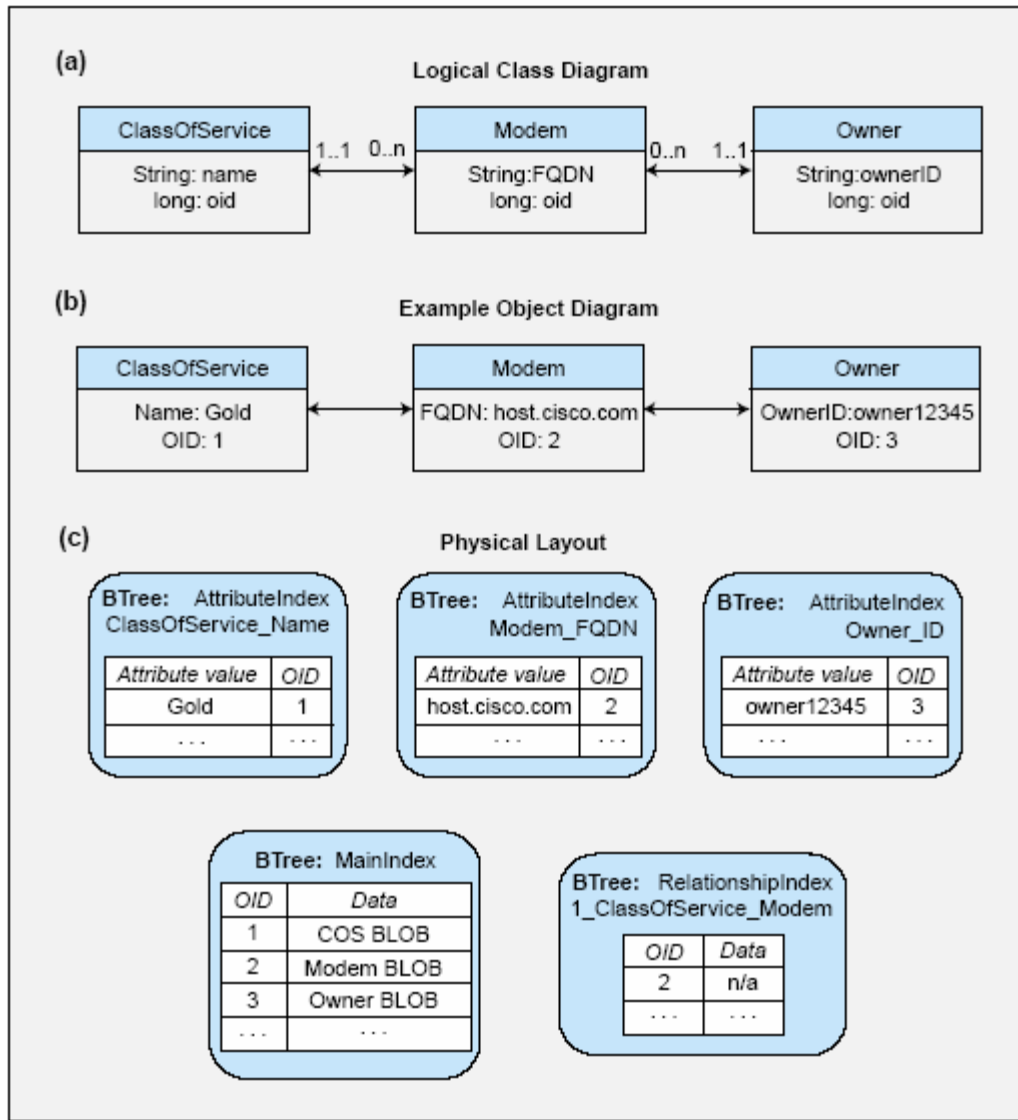 (a)
Logical Class Diagram
ClassOfService
String: name
long: oid
1..1
0..n
Modem
String:FQDN
long: oid
0..n
1..1
Owner
String:ownerID
long: oid
(b)
Example Object Diagram
ClassOfService
Name: Gold
OID: 1
Modem
FQDN: host.cisco.com
OID: 2
Owner
OwnerID:owner12345
OID: 3
(c)
Physical Layout
BTree: AttributeIndex
ClassOfService_Name
Attribute value OID
Gold 1
... ...
BTree: AttributeIndex
Modem_FQDN
Attribute value OID
host.cisco.com 2
... ...
BTree: AttributeIndex
Owner_ID
Attribute value OID
owner12345 3
... ...
BTree: MainIndex
OID Data
1 COS BLOB
2 Modem BLOB
3 Owner BLOB
... ...
BTree: RelationshipIndex
1_ClassOfService_Modem
OID Data
2 n/a
... ...